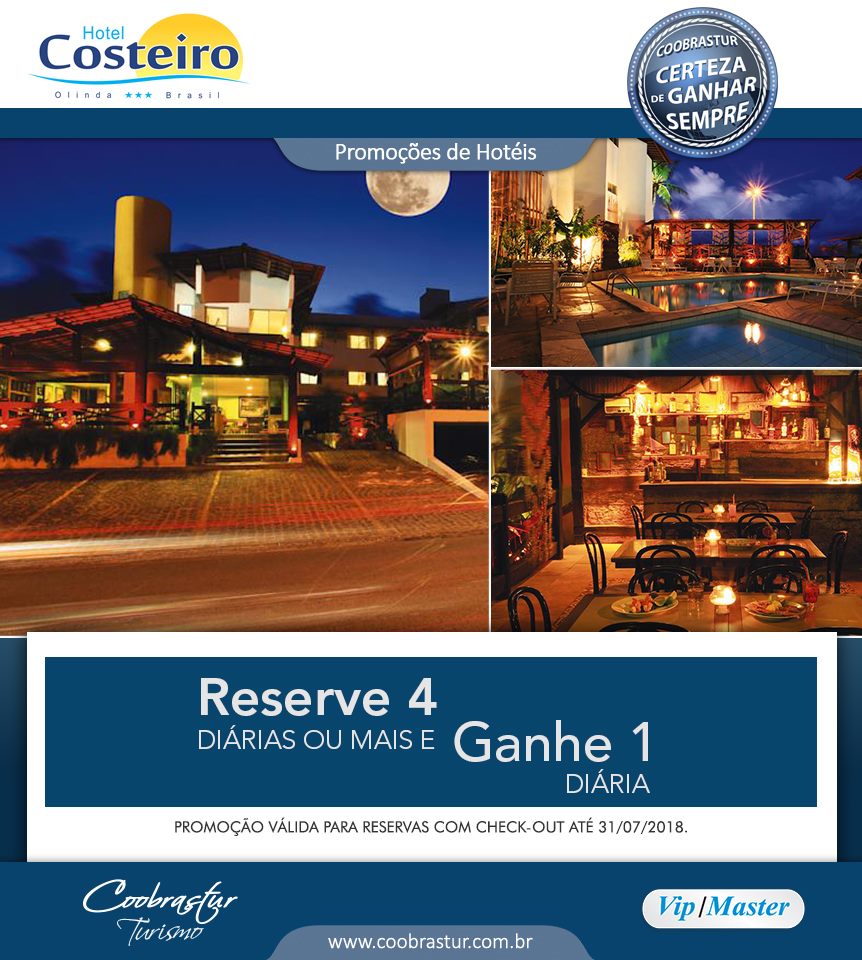 Hotel
Costeiro
Olinda ★★★ Brasil
COOBRASTUR
CERTEZA
DE GANHAR
SEMPRE
Promoções de Hotéis
Reserve 4
DIÁRIAS OU MAIS E Ganhe 1
DIÁRIA
PROMOÇÃO VÁLIDA PARA RESERVAS COM CHECK-OUT ATÉ 31/07/2018.
Coobrastur
Turismo
Vip/Master
www.coobrastur.com.br